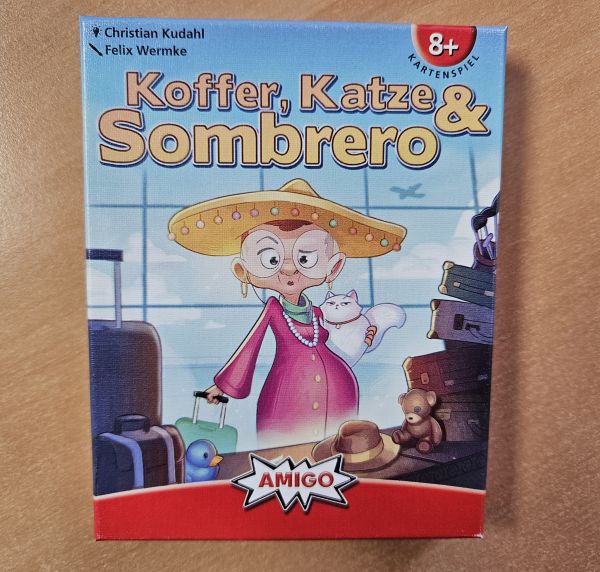 Christian Kudahl
Felix Wermke
8+
KARTENSPIEL
Koffer, Katze &
Sombrero
AMIGO